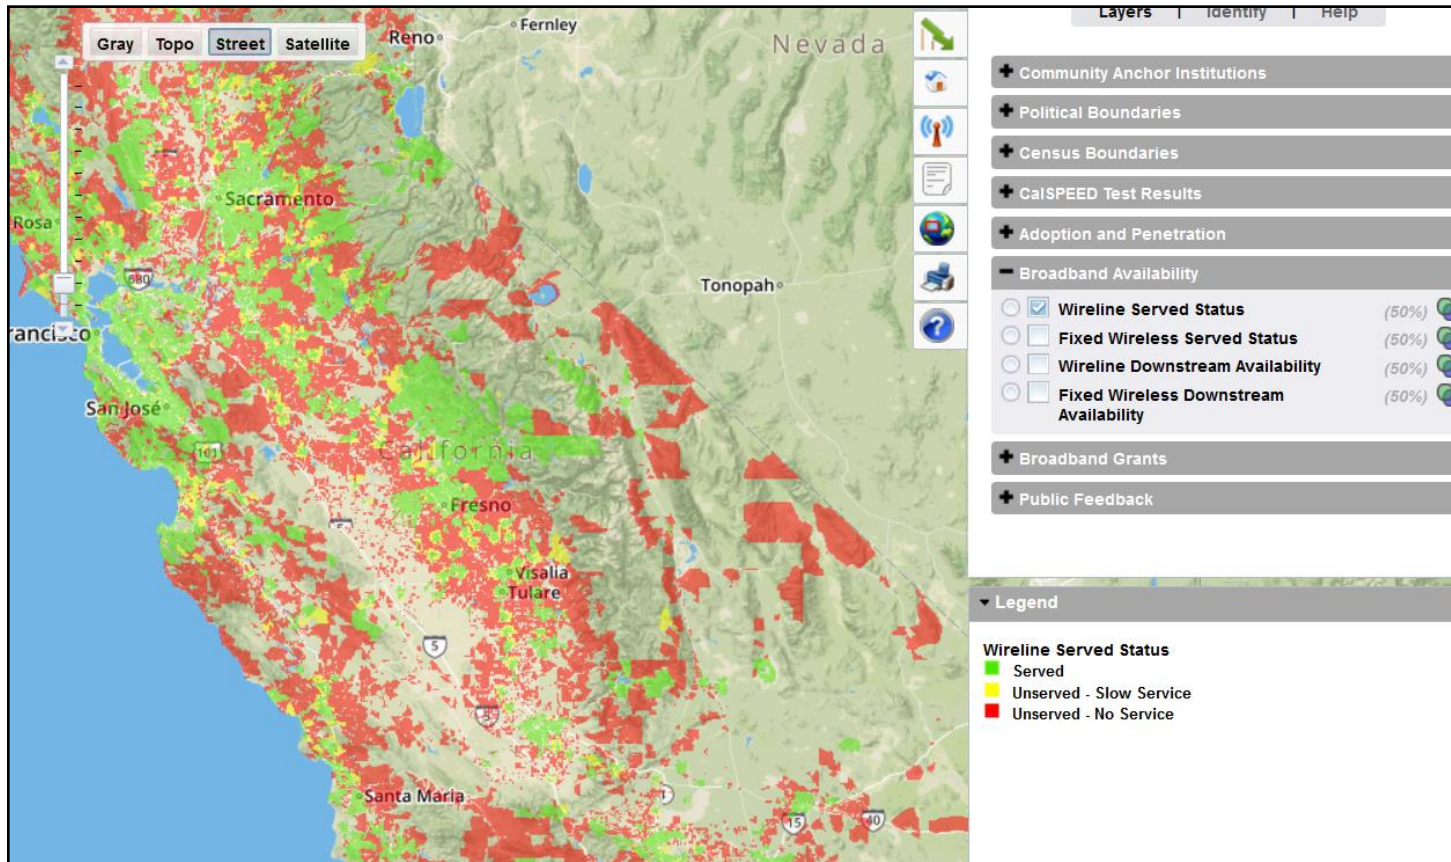 Gray Topo Street Satellite
Reno
Fernley
Nevada
Sacramento
Rosa
680
Tonopah
rancisco
San José
101
California
Fresno
5
Visalia
Tulare
5
5
Santa Maria
15
40
Layers | Identify | Help
Community Anchor Institutions
Political Boundaries
Census Boundaries
CalSPEED Test Results
Adoption and Penetration
Broadband Availability
Wireline Served Status (50%)
Fixed Wireless Served Status (50%)
Wireline Downstream Availability (50%)
Fixed Wireless Downstream (50%)
Availability
Broadband Grants
Public Feedback
Legend
Wireline Served Status
Served
Unserved - Slow Service
Unserved - No Service